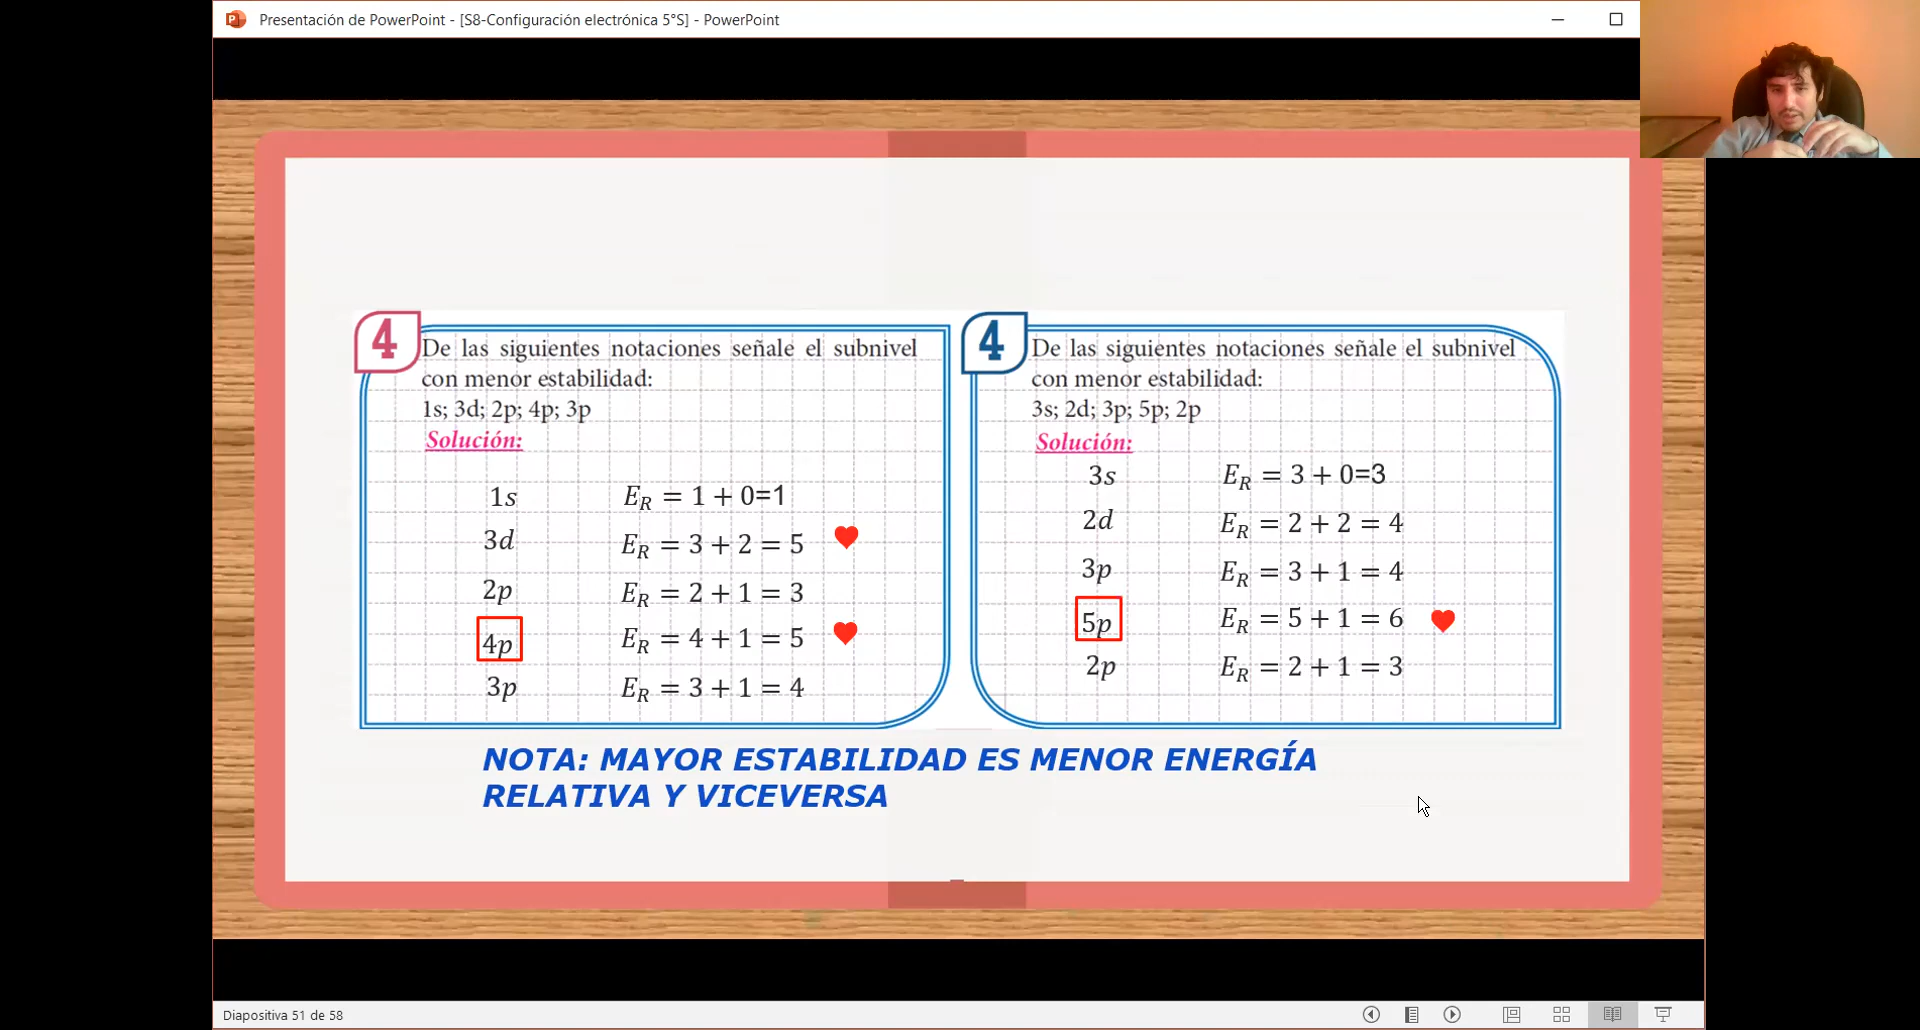 Presentación de PowerPoint - [S8-Configuración electrónica 5°S] - PowerPoint
4
De las siguientes notaciones señale el subnivel
con menor estabilidad:
1s; 3d; 2p; 4p; 3p
Solución:
1s E_R = 1 + 0=1
3d E_R = 3 + 2 = 5
2p E_R = 2 + 1 = 3
4p E_R = 4 + 1 = 5
3p E_R = 3 + 1 = 4
4
De las siguientes notaciones señale el subnivel
con menor estabilidad:
3s; 2d; 3p; 5p; 2p
Solución:
3s E_R = 3 + 0=3
2d E_R = 2 + 2 = 4
3p E_R = 3 + 1 = 4
5p E_R = 5 + 1 = 6
2p E_R = 2 + 1 = 3
NOTA: MAYOR ESTABILIDAD ES MENOR ENERGÍA
RELATIVA Y VICEVERSA
Diapositiva 51 de 58